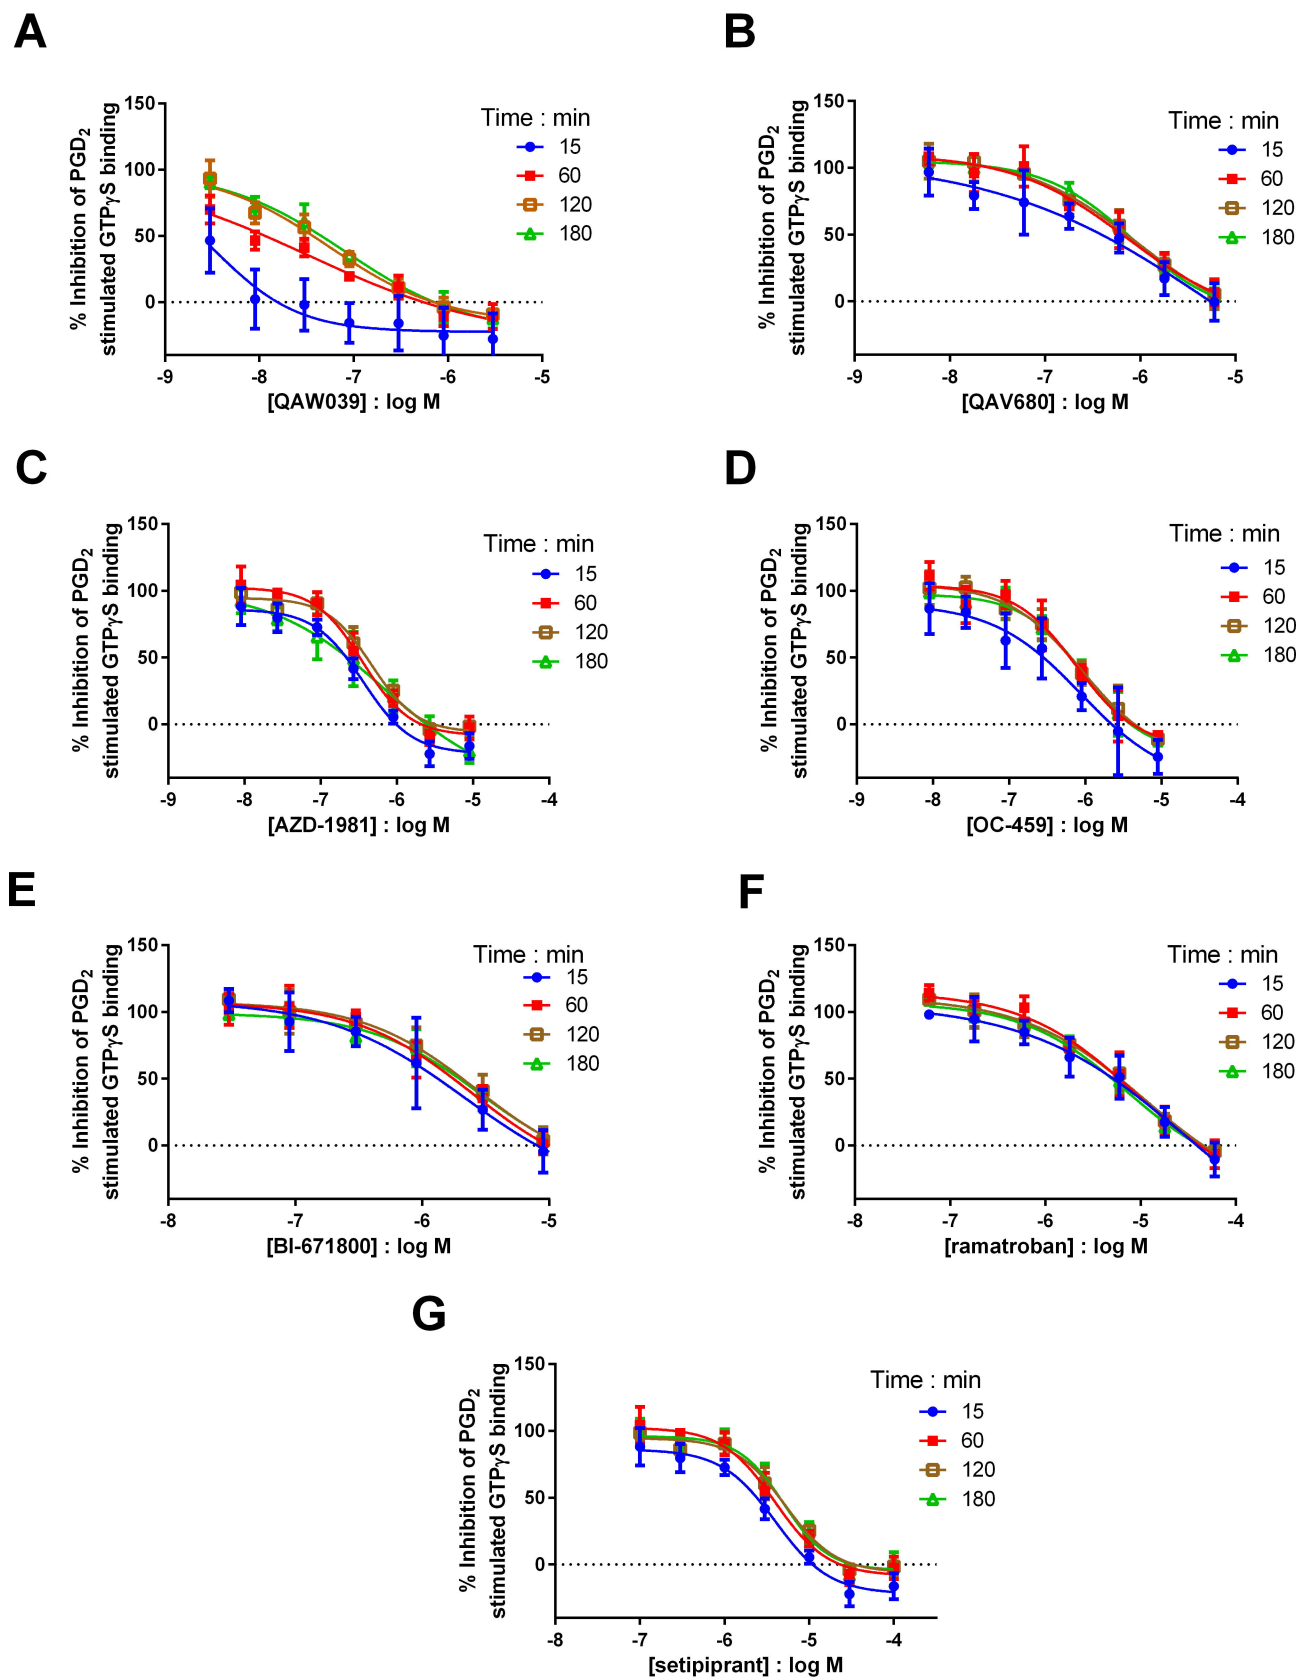 A
% Inhibition of PGD2
stimulated GTPγS binding
150
100
50
0
-9
-8
-7
-6
-5
[QAW039] : log M
Time : min
15
60
120
180
B
% Inhibition of PGD2
stimulated GTPγS binding
150
100
50
0
-9
-8
-7
-6
-5
[QAV680] : log M
Time : min
15
60
120
180
C
% Inhibition of PGD2
stimulated GTPγS binding
150
100
50
0
-9
-8
-7
-6
-5
-4
[AZD-1981] : log M
Time : min
15
60
120
180
D
% Inhibition of PGD2
stimulated GTPγS binding
150
100
50
0
-9
-8
-7
-6
-5
-4
[OC-459] : log M
Time : min
15
60
120
180
E
% Inhibition of PGD2
stimulated GTPγS binding
150
100
50
0
-8
-7
-6
-5
[BI-671800] : log M
Time : min
15
60
120
180
F
% Inhibition of PGD2
stimulated GTPγS binding
150
100
50
0
-8
-7
-6
-5
-4
[ramatroban] : log M
Time : min
15
60
120
180
G
% Inhibition of PGD2
stimulated GTPγS binding
150
100
50
0
-8
-7
-6
-5
-4
[setipiprant] : log M
Time : min
15
60
120
180